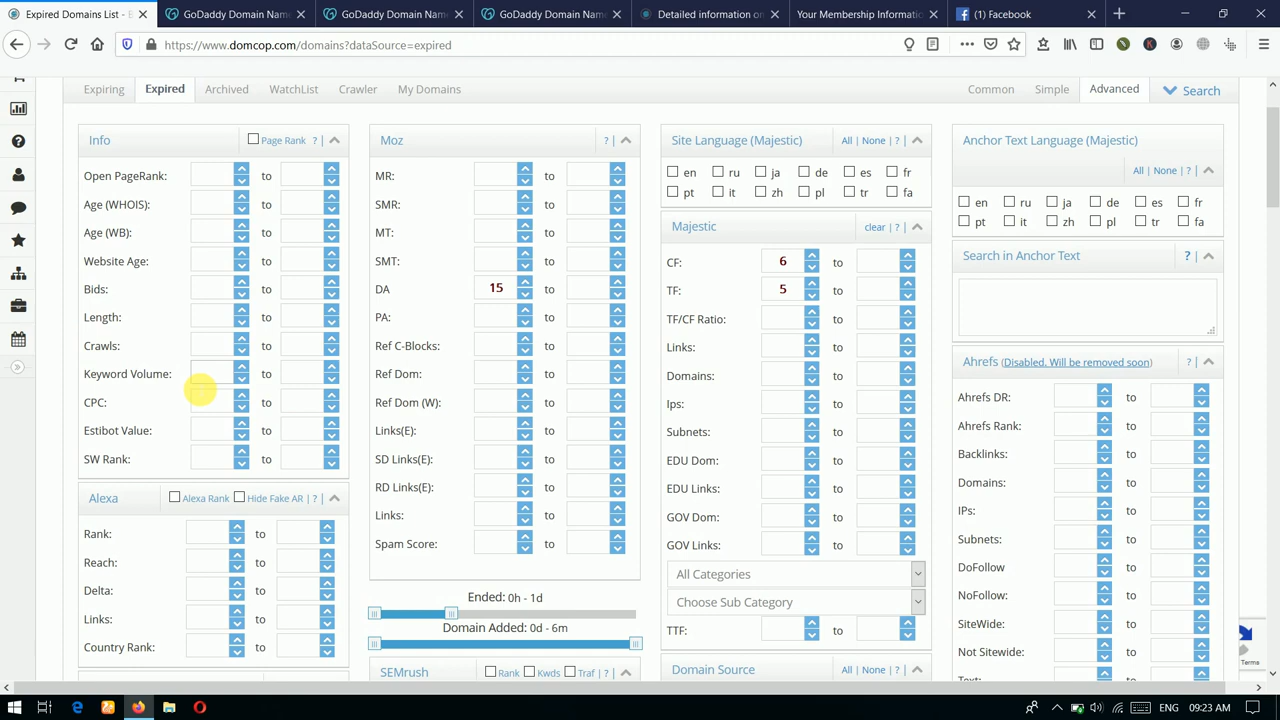 Expired Domains List - E
GoDaddy Domain Name
GoDaddy Domain Name
GoDaddy Domain Name
Detailed information on
Your Membership Informatio
(1) Facebook
https://www.domcop.com/domains?dataSource=expired
Expiring
Expired
Archived
WatchList
Crawler
My Domains
Common
Simple
Advanced
Search
Info
Page Rank ? |
Open PageRank: to
Age (WHOIS): to
Age (WB): to
Website Age: to
Bids: to
Length: to
Crawls: to
Keyword Volume: to
CPC: to
Estibot Value: to
SW Rank: to
Alexa
Alexa Rank Hide Fake AR | ? |
Rank: to
Reach: to
Delta: to
Links: to
Country Rank: to
Moz ? |
MR: to
SMR: to
MT: to
SMT: to
DA 15 to
PA: to
Ref C-Blocks: to
Ref Dom: to
Ref Dom (W): to
Links(E): to
SD Links(E): to
RD Links(E): to
Links: to
Spam Score: to
Ended: 0h - 1d
Domain Added: 0d - 6m
SEMrush Rank Kwds Traf | ? |
Site Language (Majestic) All | None | ? |
en ru ja de es fr
pt it zh pl tr fa
Majestic clear | ? |
CF: 6 to
TF: 5 to
TF/CF Ratio: to
Links: to
Domains: to
Ips: to
Subnets: to
EDU Dom: to
EDU Links: to
GOV Dom: to
GOV Links: to
All Categories
Choose Sub Category
TTF: to
Domain Source All | None | ? |
Anchor Text Language (Majestic)
All | None | ? |
en ru ja de es fr
pt it zh pl tr fa
Search in Anchor Text ? |
Ahrefs (Disabled. Will be removed soon) ? |
Ahrefs DR: to
Ahrefs Rank: to
Backlinks: to
Domains: to
IPs: to
Subnets: to
DoFollow to
NoFollow: to
SiteWide: to
Not Sitewide: to
Text: to
Terms
ENG 09:23 AM